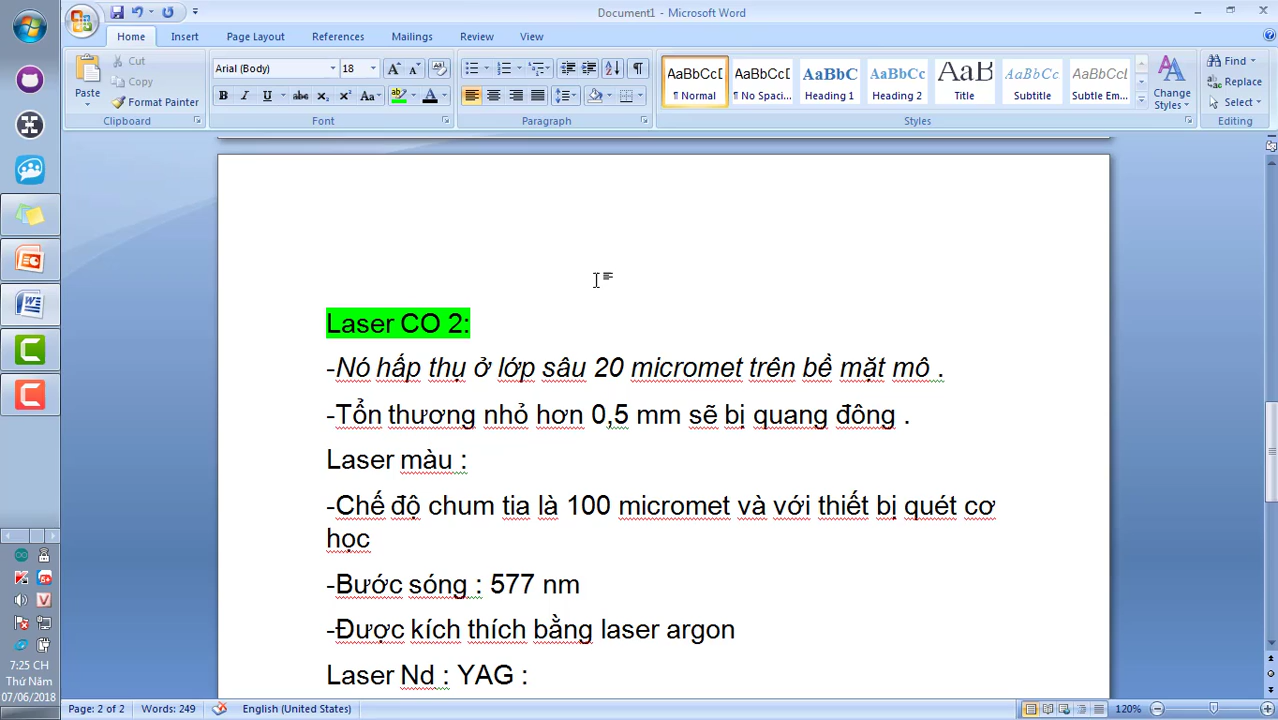 Document1 - Microsoft Word
Home Insert Page Layout References Mailings Review View
Paste
Cut
Copy
Format Painter
Clipboard
Arial (Body) 18
Font
Paragraph
AaBbCcD
¶ Normal
AaBbCcD
¶ No Spaci...
AaBbC
Heading 1
AaBbCc
Heading 2
AaB
Title
AaBbCc
Subtitle
AaBbCcD
Subtle Em...
Change
Styles
Styles
Find
Replace
Select
Editing
Laser CO 2:
-Nó hấp thụ ở lớp sâu 20 micromet trên bề mặt mô .
-Tổn thương nhỏ hơn 0,5 mm sẽ bị quang đông .
Laser màu :
-Chế độ chum tia là 100 micromet và với thiết bị quét cơ
học
-Bước sóng : 577 nm
-Được kích thích bằng laser argon
Laser Nd : YAG :
7:25 CH
Thứ Năm
07/06/2018
Page: 2 of 2 Words: 249 English (United States) 120%